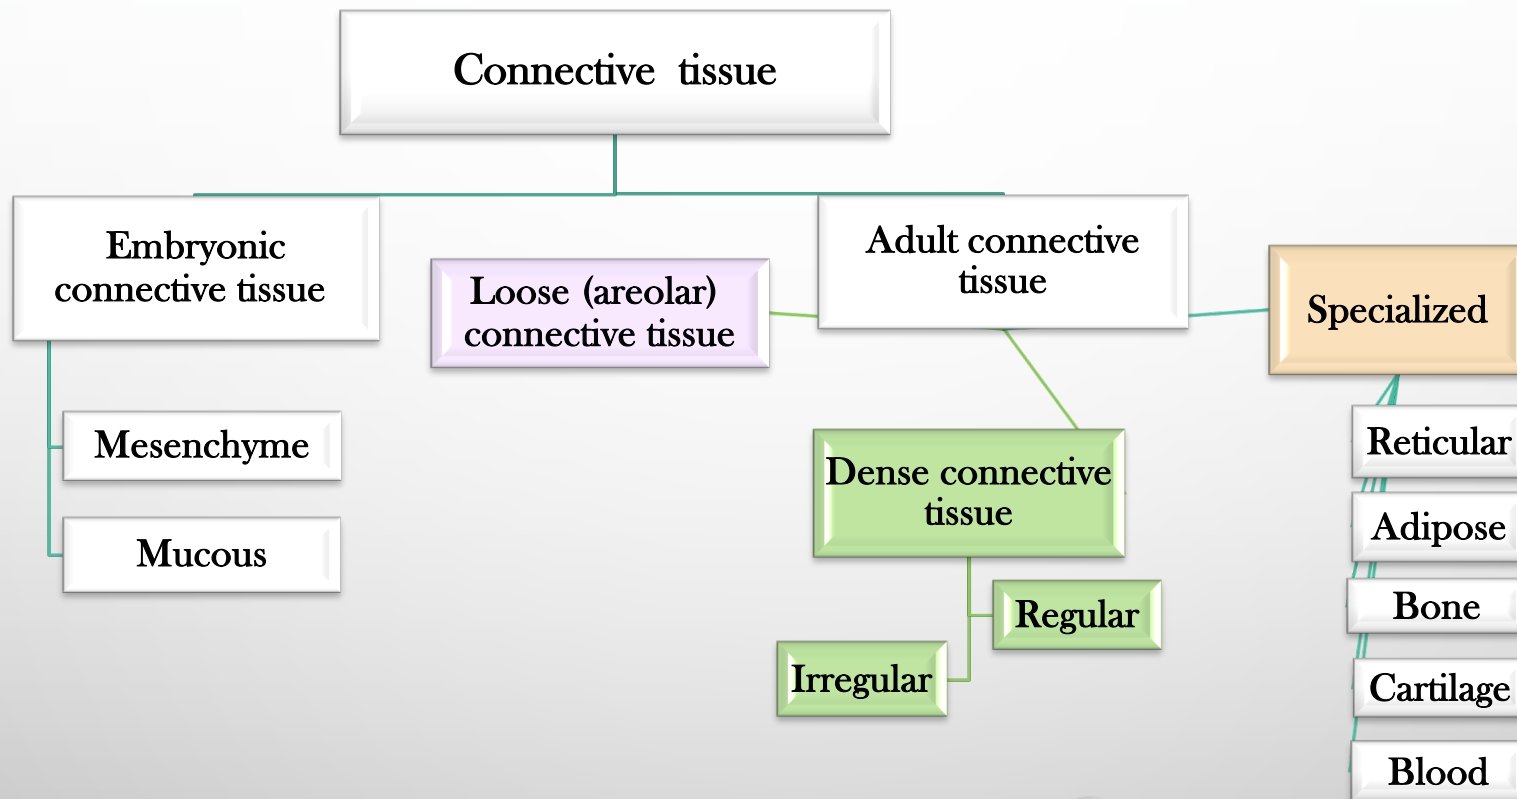 Connective tissue
Embryonic
connective tissue
Mesenchyme
Mucous
Adult connective
tissue
Loose (areolar)
connective tissue
Dense connective
tissue
Regular
Irregular
Specialized
Reticular
Adipose
Bone
Cartilage
Blood